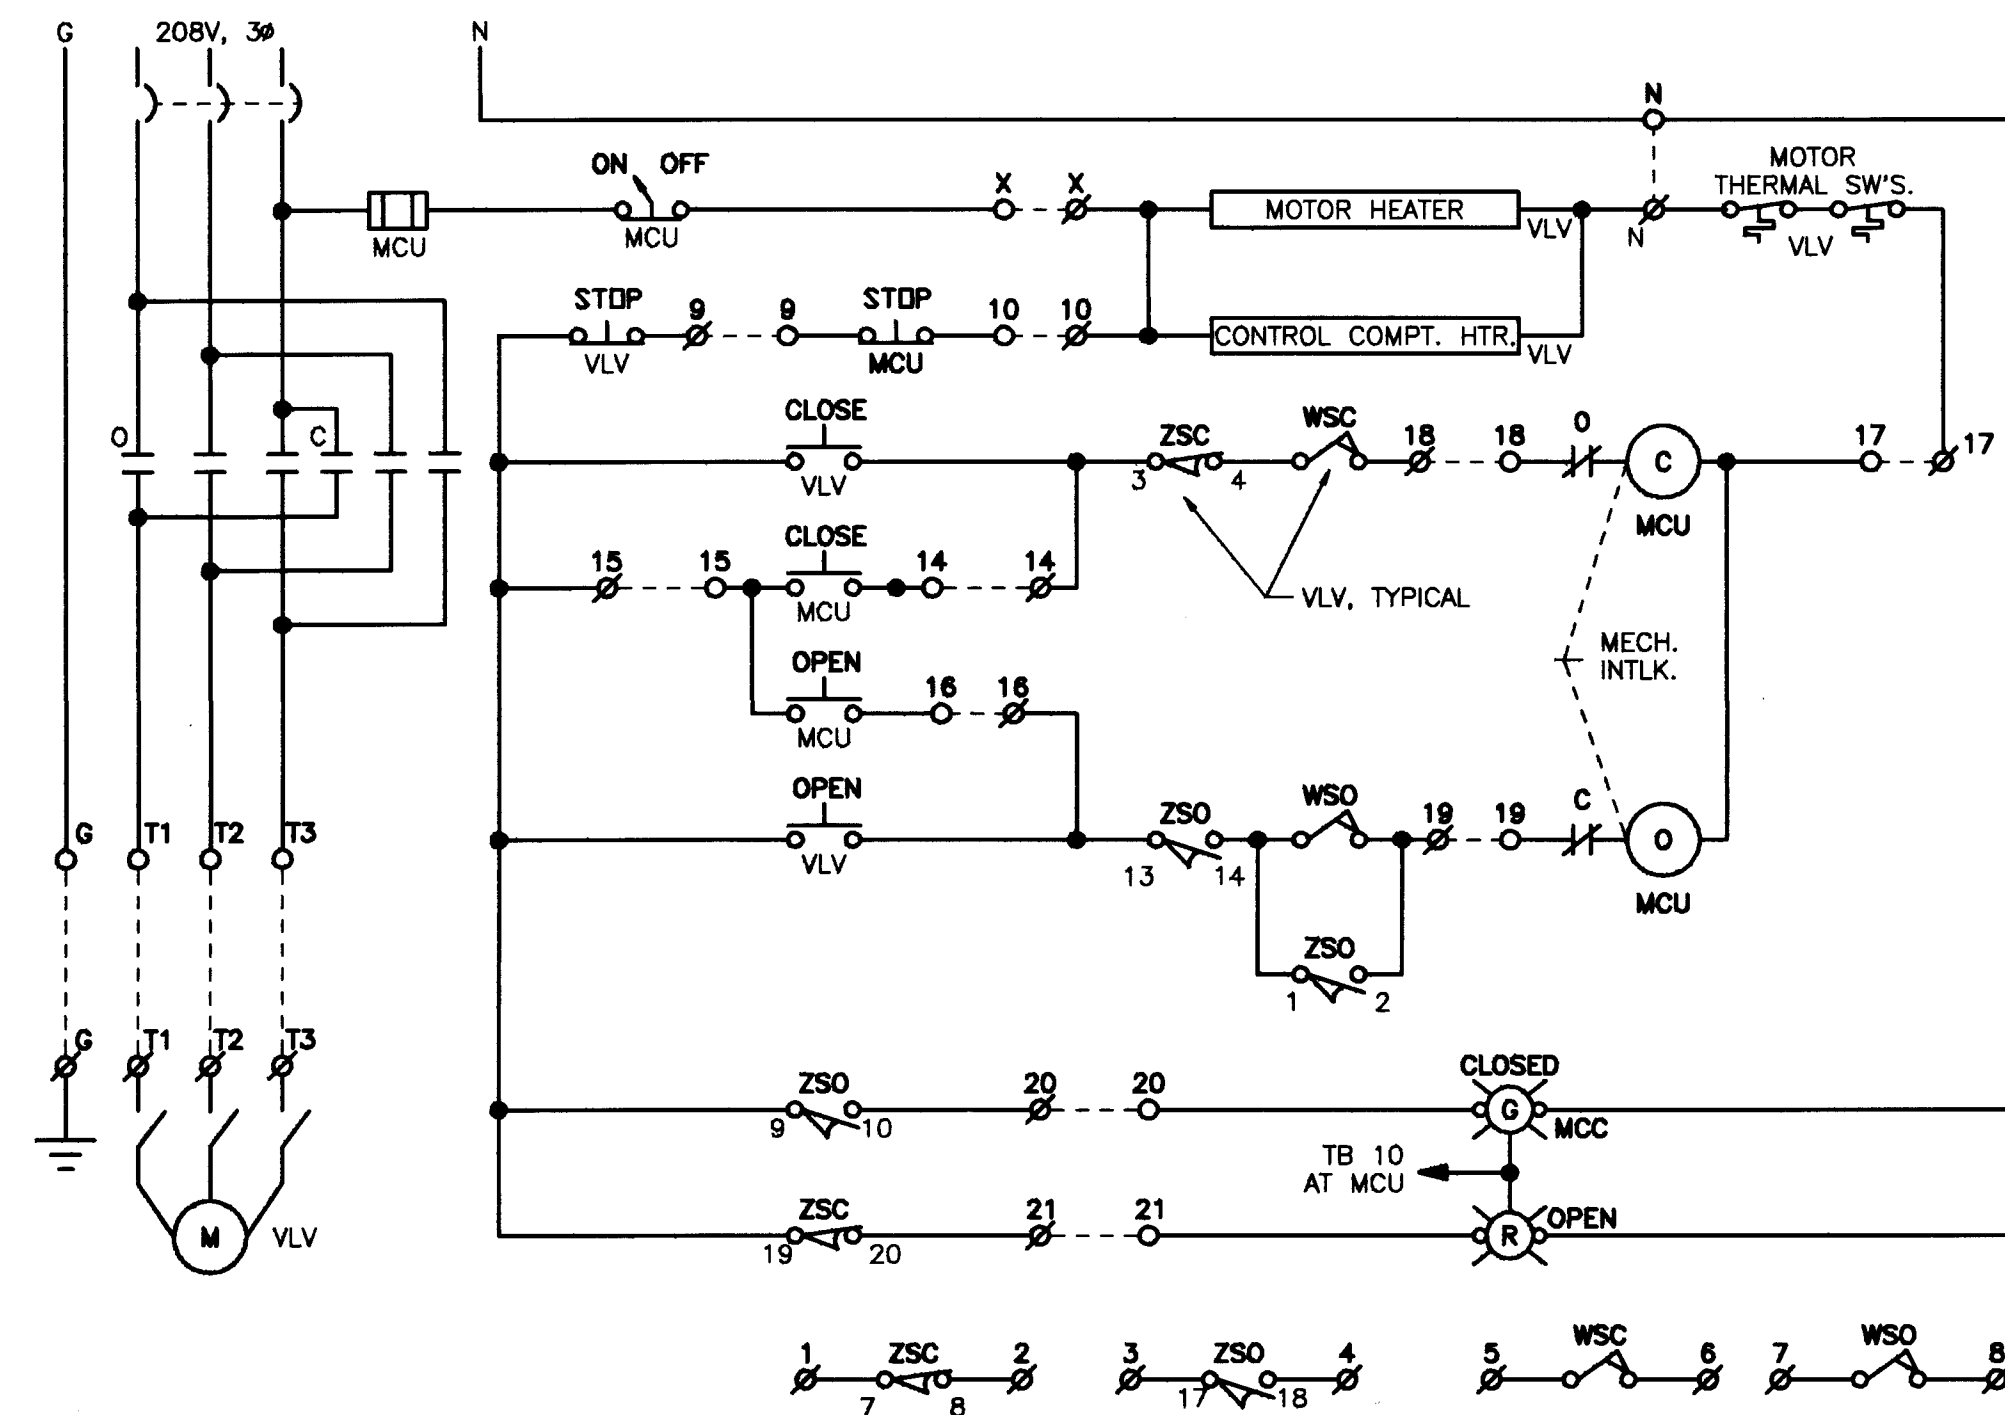 G 208V, 3ø N
N
ON OFF X X MOTOR
THERMAL SW'S.
MCU MCU MOTOR HEATER VLV N VLV
STOP 9 9 STOP 10 10
VLV MCU CONTROL COMPT. HTR. VLV
CLOSE ZSC WSC 18 18 O 17 17
O C VLV 3 4 C
MCU
CLOSE
15 15 14 14
MCU VLV, TYPICAL
MECH.
INTLK.
OPEN
16 16
MCU
OPEN ZSO WSO 19 19 C
G T1 T2 T3 VLV 13 14 O
MCU
ZSO
1 2
G T1 T2 T3
CLOSED
ZSO 20 20
9 10 G MCC
TB 10
AT MCU
ZSC 21 21 OPEN
M VLV 19 20 R
1 ZSC 2 3 ZSO 4 5 WSC 6 7 WSO 8
7 8 17 18